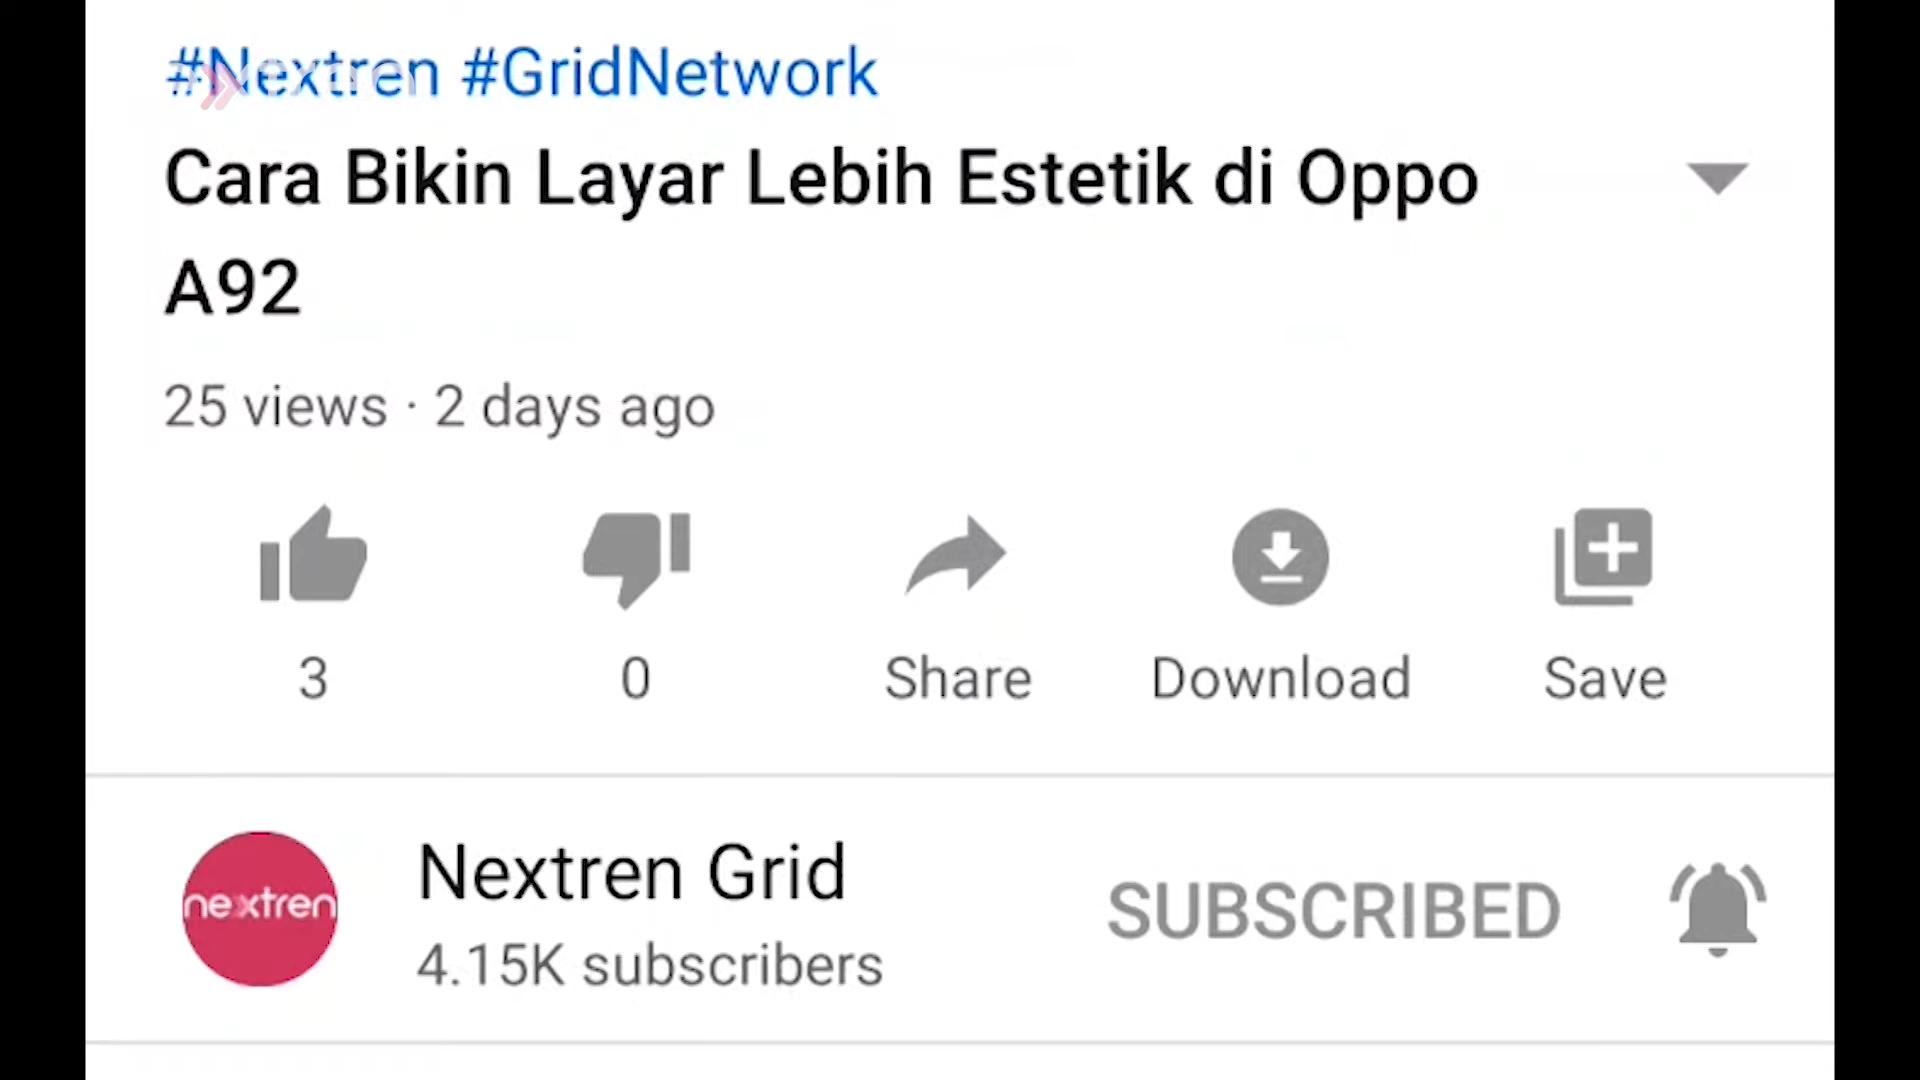 #Nextren #GridNetwork
Cara Bikin Layar Lebih Estetik di Oppo
A92
25 views · 2 days ago
3
0
Share
Download
Save
nextren
Nextren Grid
4.15K subscribers
SUBSCRIBED